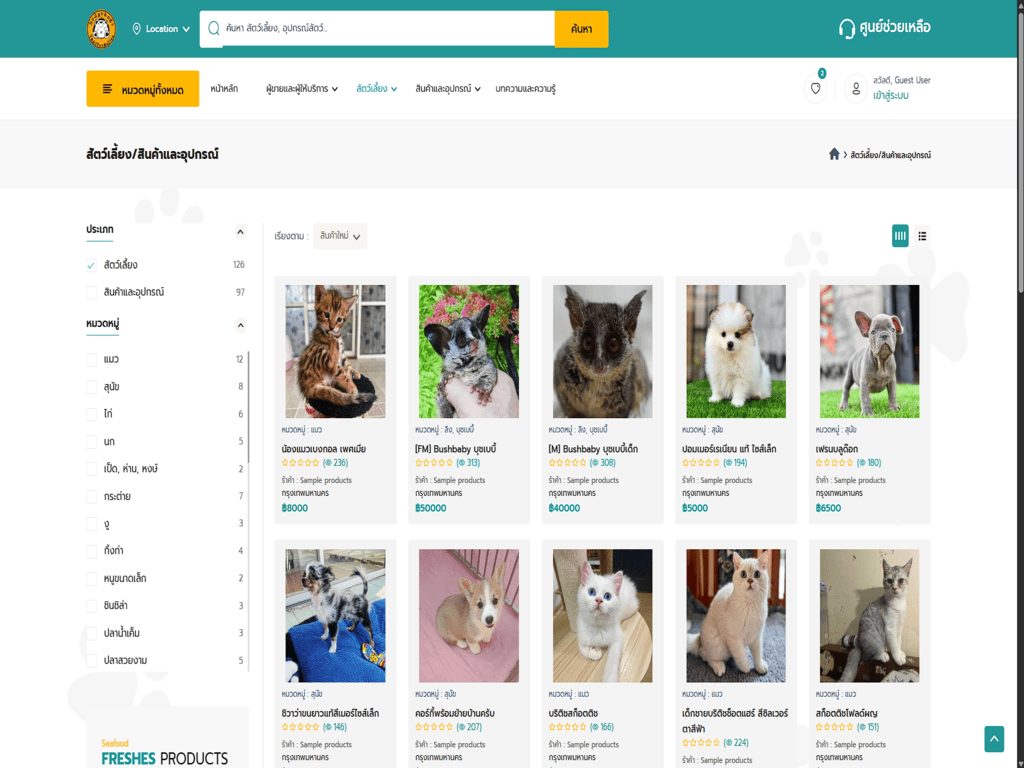 Location
ค้นหา สัตว์เลี้ยง, อุปกรณ์สัตว์..
ค้นหา
ศูนย์ช่วยเหลือ
หมวดหมู่ทั้งหมด
หน้าหลัก
ผู้ขายและผู้ให้บริการ
สัตว์เลี้ยง
สินค้าและอุปกรณ์
บทความและความรู้
2
สวัสดี, Guest User
เข้าสู่ระบบ
สัตว์เลี้ยง/สินค้าและอุปกรณ์
สัตว์เลี้ยง/สินค้าและอุปกรณ์
ประเภท
สัตว์เลี้ยง 126
สินค้าและอุปกรณ์ 97
หมวดหมู่
แมว 12
สุนัข 8
ไก่ 6
นก 5
เป็ด, ห่าน, หงษ์ 2
กระต่าย 7
งู 3
กิ้งก่า 4
หนูขนาดเล็ก 2
ชินชิล่า 3
ปลาน้ำเค็ม 3
ปลาสวยงาม 5
Seafood
FRESHES PRODUCTS
เรียงตาม :
สินค้าใหม่
หมวดหมู่ : แมว
น้องแมวเบงกอล เพศเมีย
(236)
ร้าค้า : Sample products
กรุงเทพมหานคร
฿8000
หมวดหมู่ : ลิง, บุชเบบี้
[FM] Bushbaby บุชเบบี้
(313)
ร้าค้า : Sample products
กรุงเทพมหานคร
฿50000
หมวดหมู่ : ลิง, บุชเบบี้
[M] Bushbaby บุชเบบี้เด็ก
(308)
ร้าค้า : Sample products
กรุงเทพมหานคร
฿40000
หมวดหมู่ : สุนัข
ปอมเมอร์เรเนียน แท้ ไซส์เล็ก
(194)
ร้าค้า : Sample products
กรุงเทพมหานคร
฿5000
หมวดหมู่ : สุนัข
เฟรนบลูด๊อก
(180)
ร้าค้า : Sample products
กรุงเทพมหานคร
฿6500
หมวดหมู่ : สุนัข
ชิวาว่าขนยาวแท้สีเมอร์ไซส์เล็ก
(146)
ร้าค้า : Sample products
กรุงเทพมหานคร
หมวดหมู่ : สุนัข
คอร์กี้พร้อมย้ายบ้านครับ
(207)
ร้าค้า : Sample products
กรุงเทพมหานคร
หมวดหมู่ : แมว
บริติชสก็อตติช
(166)
ร้าค้า : Sample products
กรุงเทพมหานคร
หมวดหมู่ : แมว
เด็กชายบริติชช็อตแฮร์ สีซิลเวอร์
ตาสีฟ้า
(224)
ร้าค้า : Sample products
หมวดหมู่ : แมว
สก็อตติชโฟลด์ผญ
(151)
ร้าค้า : Sample products
กรุงเทพมหานคร